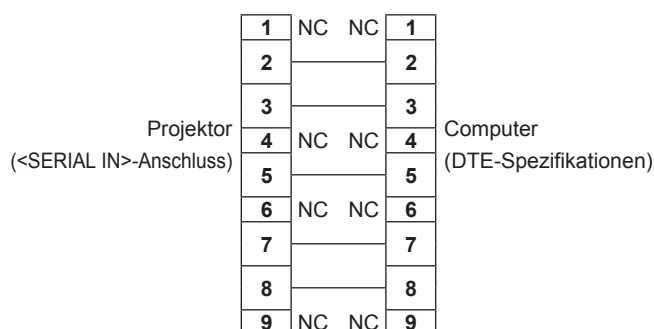 1 NC NC 1
2 2
3 3
Projektor
(<SERIAL IN>-Anschluss)
4 NC NC 4
Computer
(DTE-Spezifikationen)
5 5
6 NC NC 6
7 7
8 8
9 NC NC 9